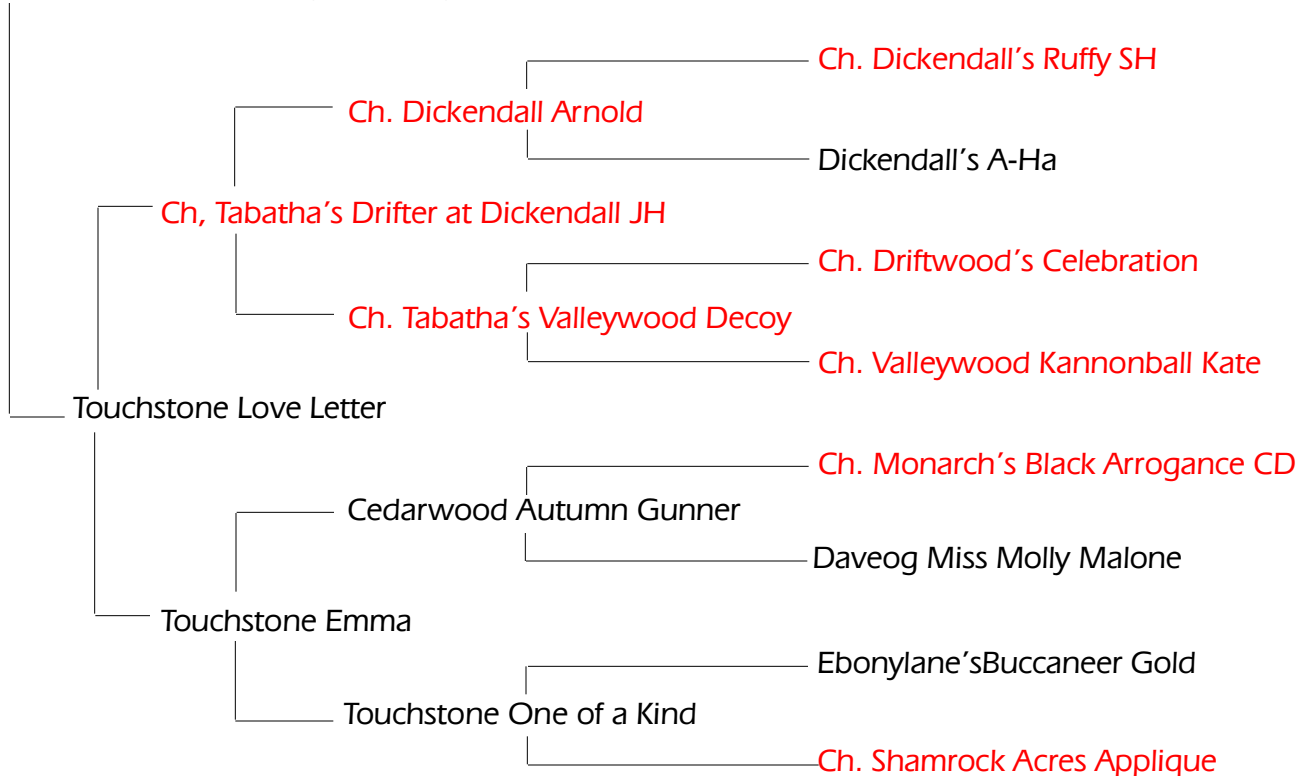 Ch. Dickendall's Ruffy SH
Ch. Dickendall Arnold
Dickendall's A-Ha
Ch, Tabatha's Drifter at Dickendall JH
Ch. Driftwood's Celebration
Ch. Tabatha's Valleywood Decoy
Ch. Valleywood Kannonball Kate
Touchstone Love Letter
Ch. Monarch's Black Arrogance CD
Cedarwood Autumn Gunner
Daveog Miss Molly Malone
Touchstone Emma
Ebonylane'sBuccaneer Gold
Touchstone One of a Kind
Ch. Shamrock Acres Applique